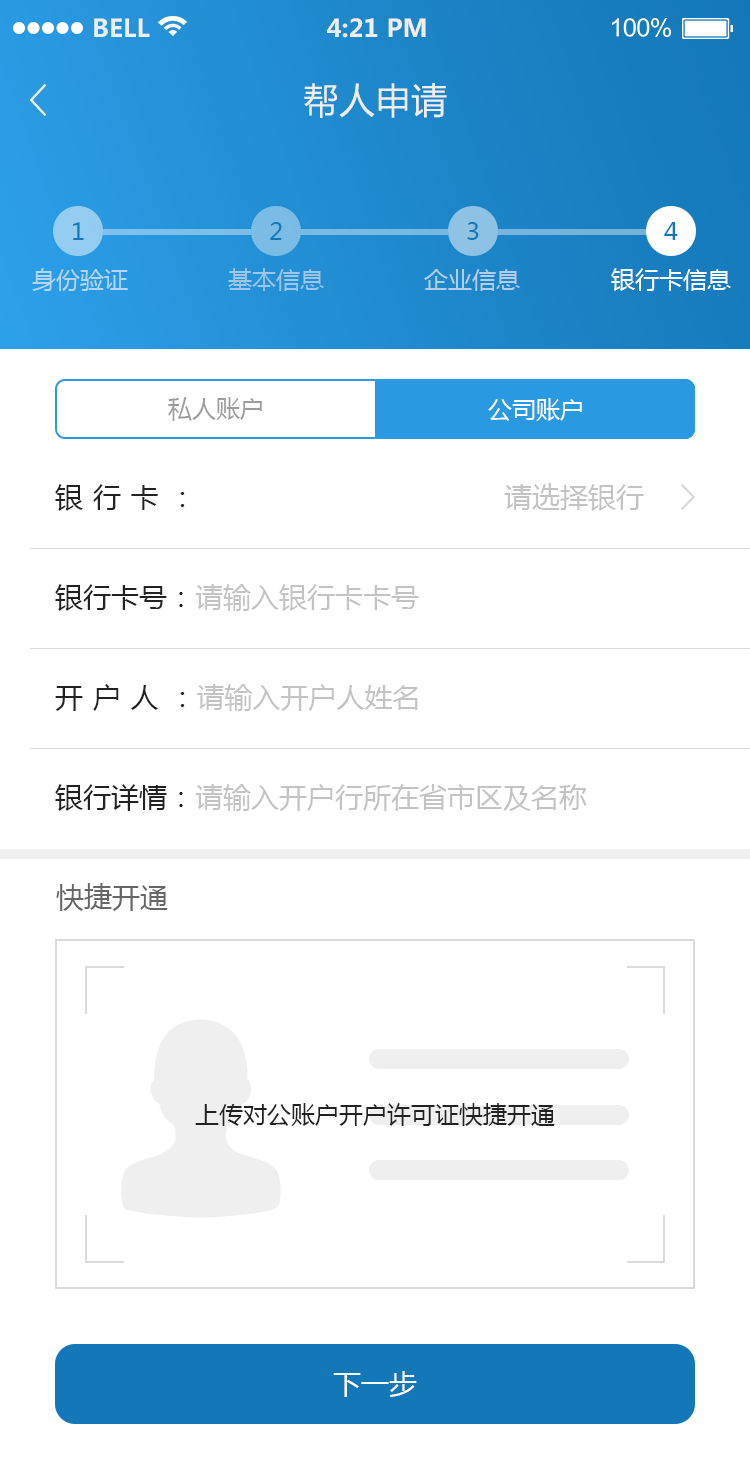 BELL 4:21 PM 100%
帮人申请
1 2 3 4
身份验证 基本信息 企业信息 银行卡信息
私人账户 公司账户
银行卡 : 请选择银行
银行卡号 : 请输入银行卡卡号
开户人 : 请输入开户人姓名
银行详情 : 请输入开户行所在省市区及名称
快捷开通
上传对公账户开户许可证快捷开通
下一步